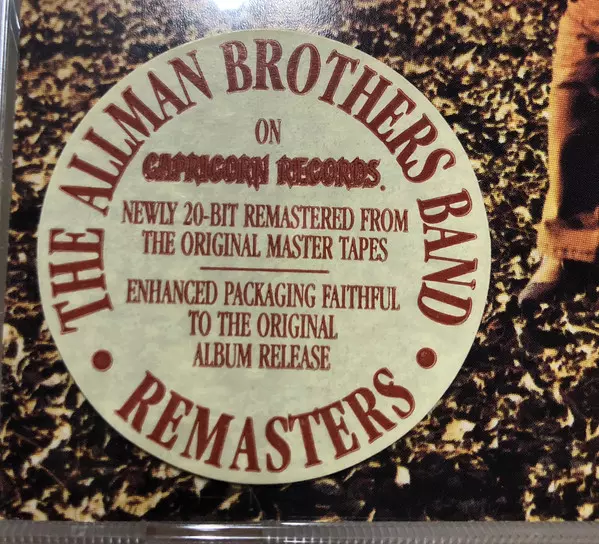 THE ALLMAN BROTHERS BAND
ON
CAPRICORN RECORDS.
NEWLY 20-BIT REMASTERED FROM
THE ORIGINAL MASTER TAPES
ENHANCED PACKAGING FAITHFUL
TO THE ORIGINAL
ALBUM RELEASE
• REMASTERS •